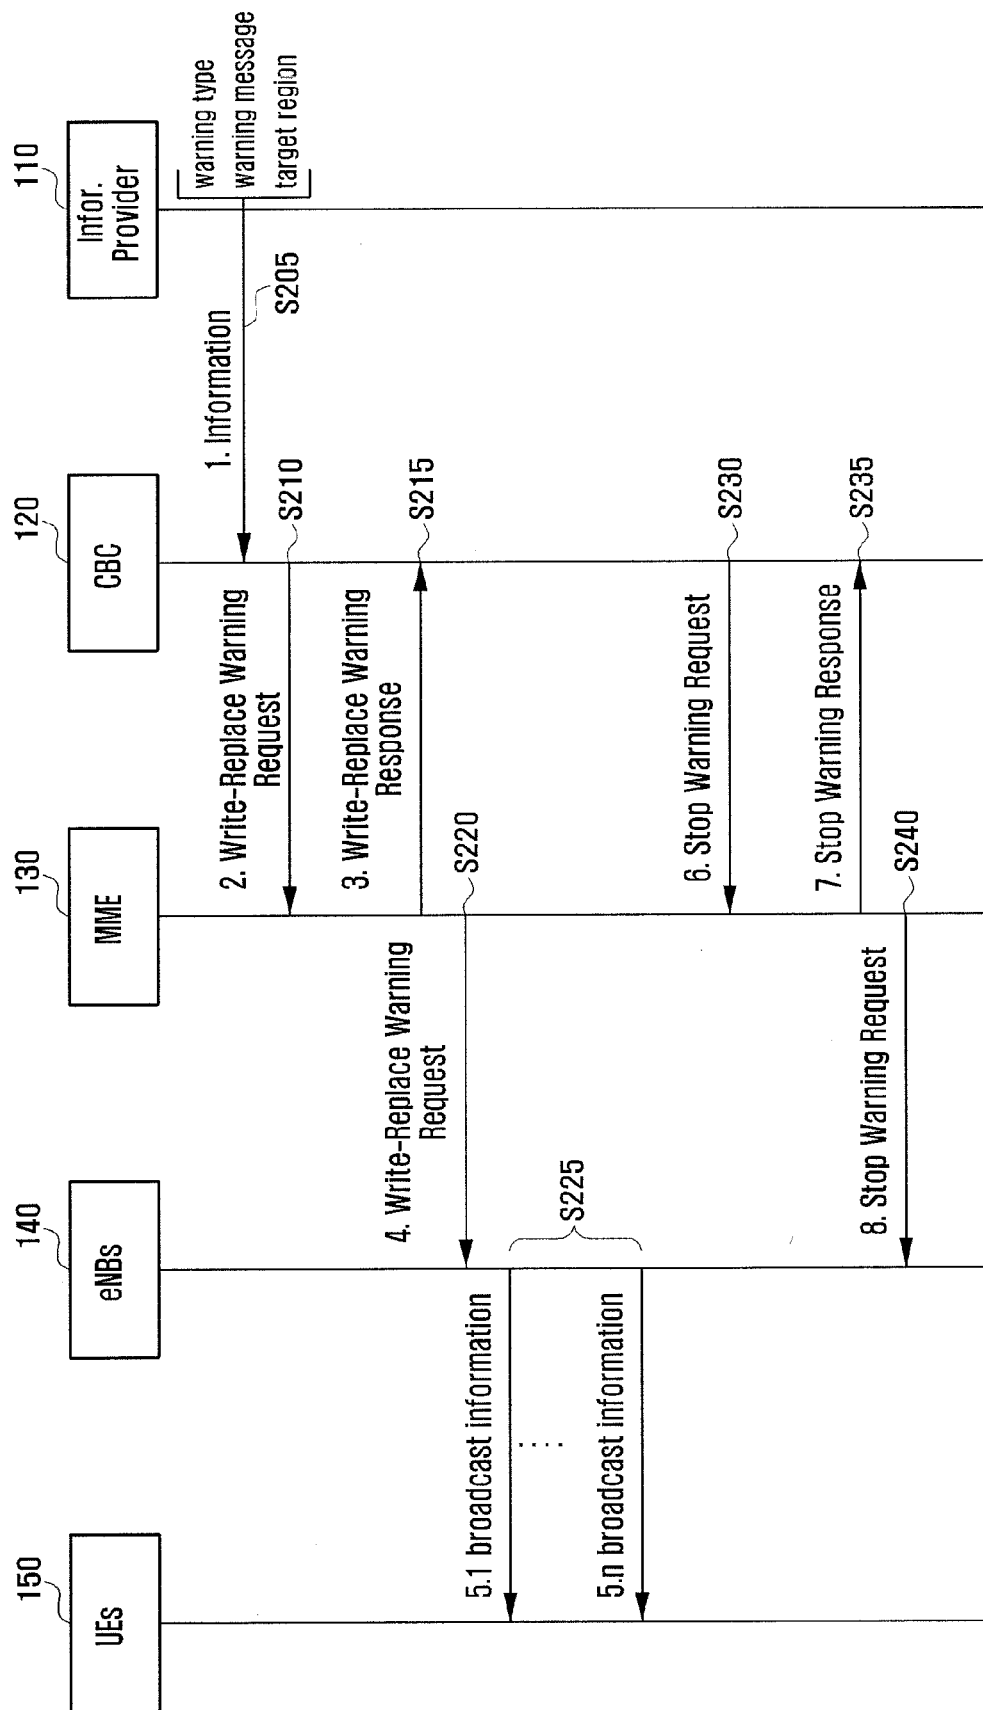 150
UEs
140
eNBs
130
MME
120
CBC
110
Infor.
Provider
warning type
warning message
target region
1. Information
S205
2. Write-Replace Warning
Request
S210
3. Write-Replace Warning
Response
S215
4. Write-Replace Warning
Request
S220
5.1 broadcast information
....
S225
5.n broadcast information
6. Stop Warning Request
S230
7. Stop Warning Response
S235
8. Stop Warning Request
S240